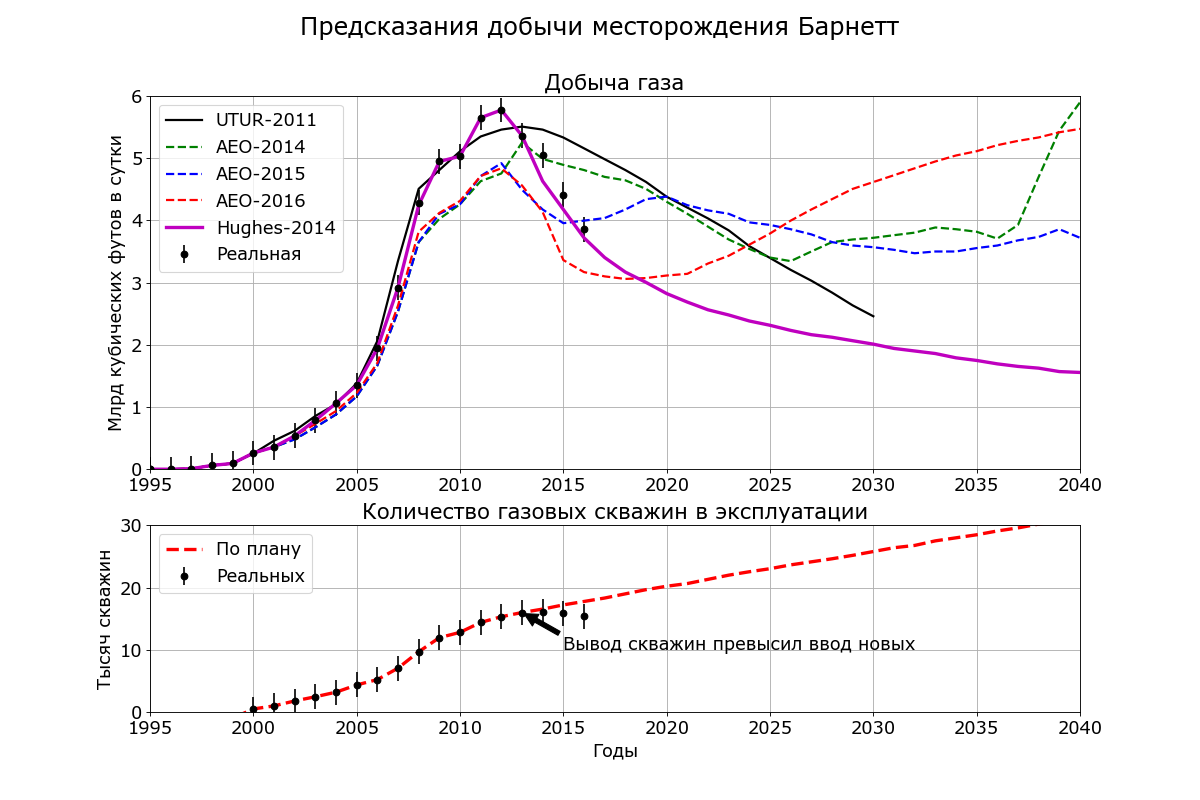 Предсказания добычи месторождения Барнетт
Добыча газа
Млрд кубических футов в сутки
6
5
4
3
2
1
0
UTUR-2011
AEO-2014
AEO-2015
AEO-2016
Hughes-2014
Реальная
1995 2000 2005 2010 2015 2020 2025 2030 2035 2040
Количество газовых скважин в эксплуатации
Тысяч скважин
30
20
10
0
По плану
Реальных
Вывод скважин превысил ввод новых
1995 2000 2005 2010 2015 2020 2025 2030 2035 2040
Годы